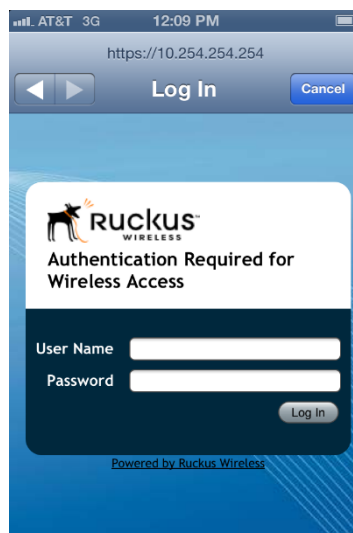 AT&T 3G 12:09 PM
https://10.254.254.254
Log In Cancel
Ruckus™
WIRELESS
Authentication Required for
Wireless Access
User Name
Password
Log In
Powered by Ruckus Wireless